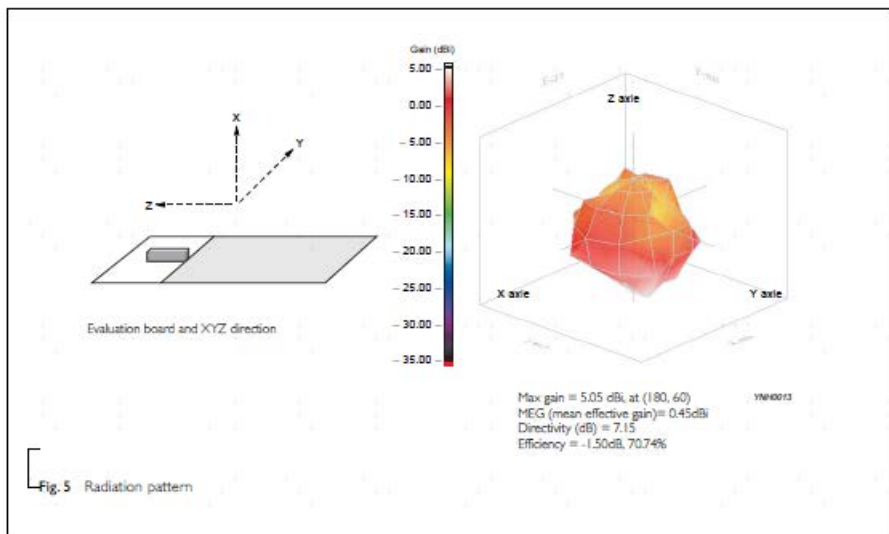 Gain (dBi)
5.00
0.00
– 5.00
– 10.00
– 15.00
– 20.00
– 25.00
– 30.00
– 35.00
X
Y
Z
Evaluation board and XYZ direction
Z axle
X axle
Y axle
Max gain = 5.05 dBi, at (180, 60)
MEG (mean effective gain)= 0.45dBi
Directivity (dB) = 7.15
Efficiency = -1.50dB, 70.74%
YNH0013
Fig. 5 Radiation pattern